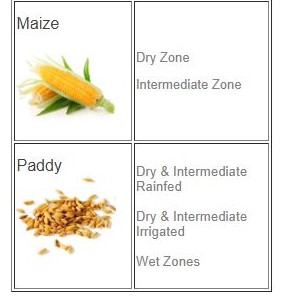 Maize
Dry Zone
Intermediate Zone
Paddy
Dry & Intermediate
Rainfed
Dry & Intermediate
Irrigated
Wet Zones